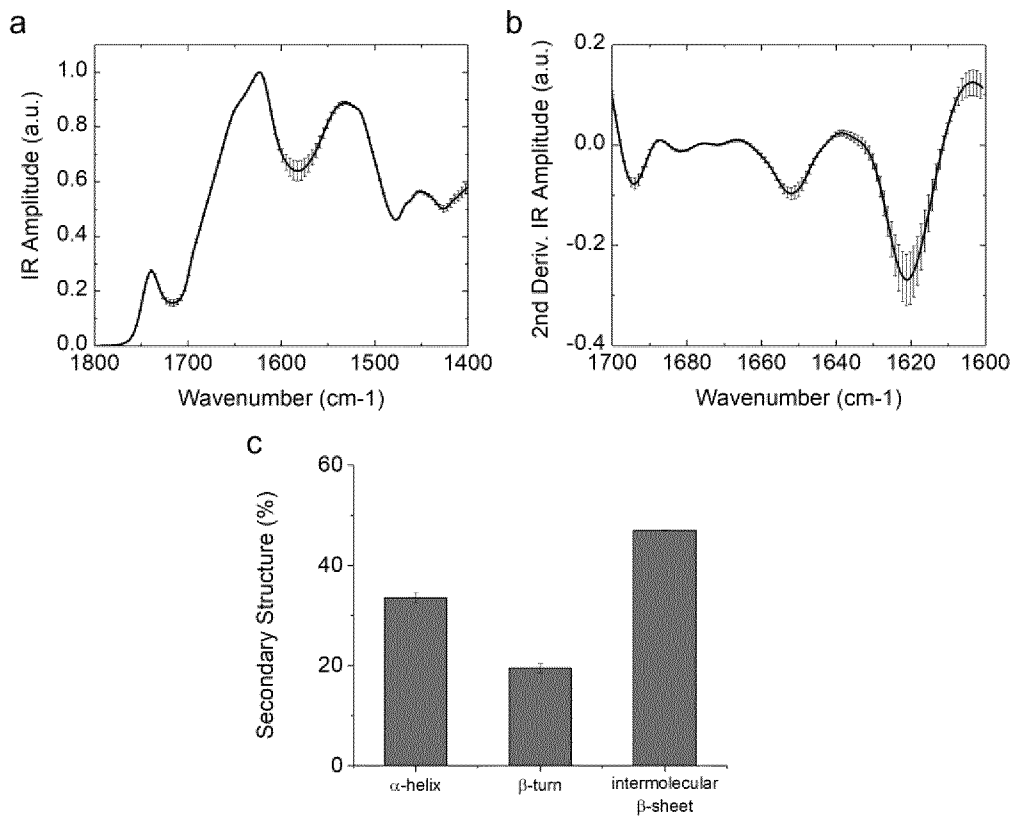 a
IR Amplitude (a.u.)
1.0
0.8
0.6
0.4
0.2
0.0
1800 1700 1600 1500 1400
Wavenumber (cm-1)
b
2nd Deriv. IR Amplitude (a.u.)
0.2
0.0
-0.2
-0.4
1700 1680 1660 1640 1620 1600
Wavenumber (cm-1)
c
Secondary Structure (%)
60
40
20
0
α-helix β-turn intermolecular
β-sheet